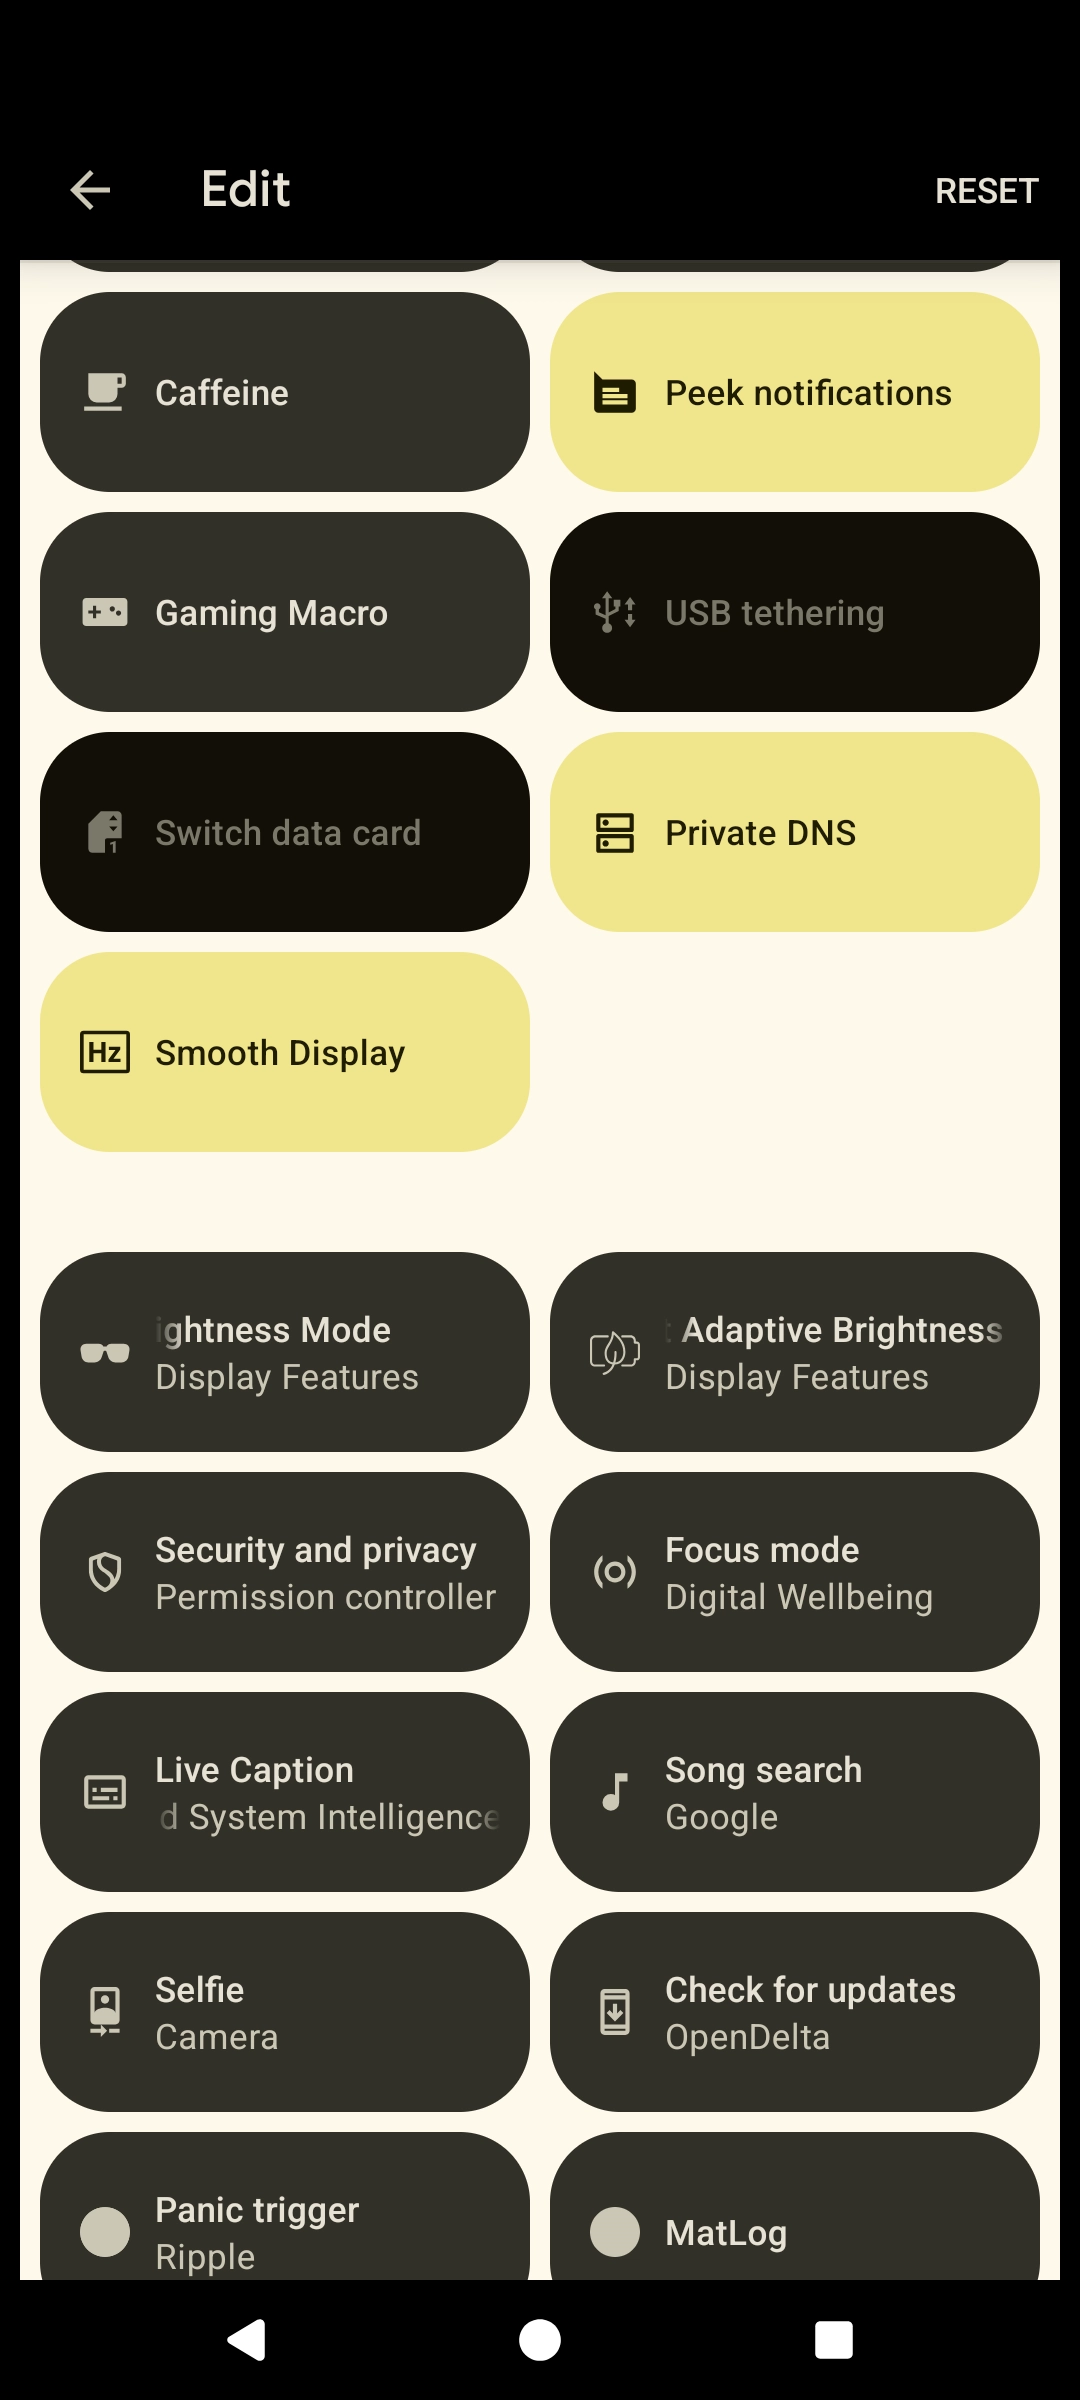 Edit
RESET
Caffeine
Peek notifications
Gaming Macro
USB tethering
Switch data card
1
Private DNS
Hz
Smooth Display
ightness Mode
Display Features
Adaptive Brightness
Display Features
Security and privacy
Permission controller
Focus mode
Digital Wellbeing
Live Caption
d System Intelligence
Song search
Google
Selfie
Camera
Check for updates
OpenDelta
Panic trigger
Ripple
MatLog